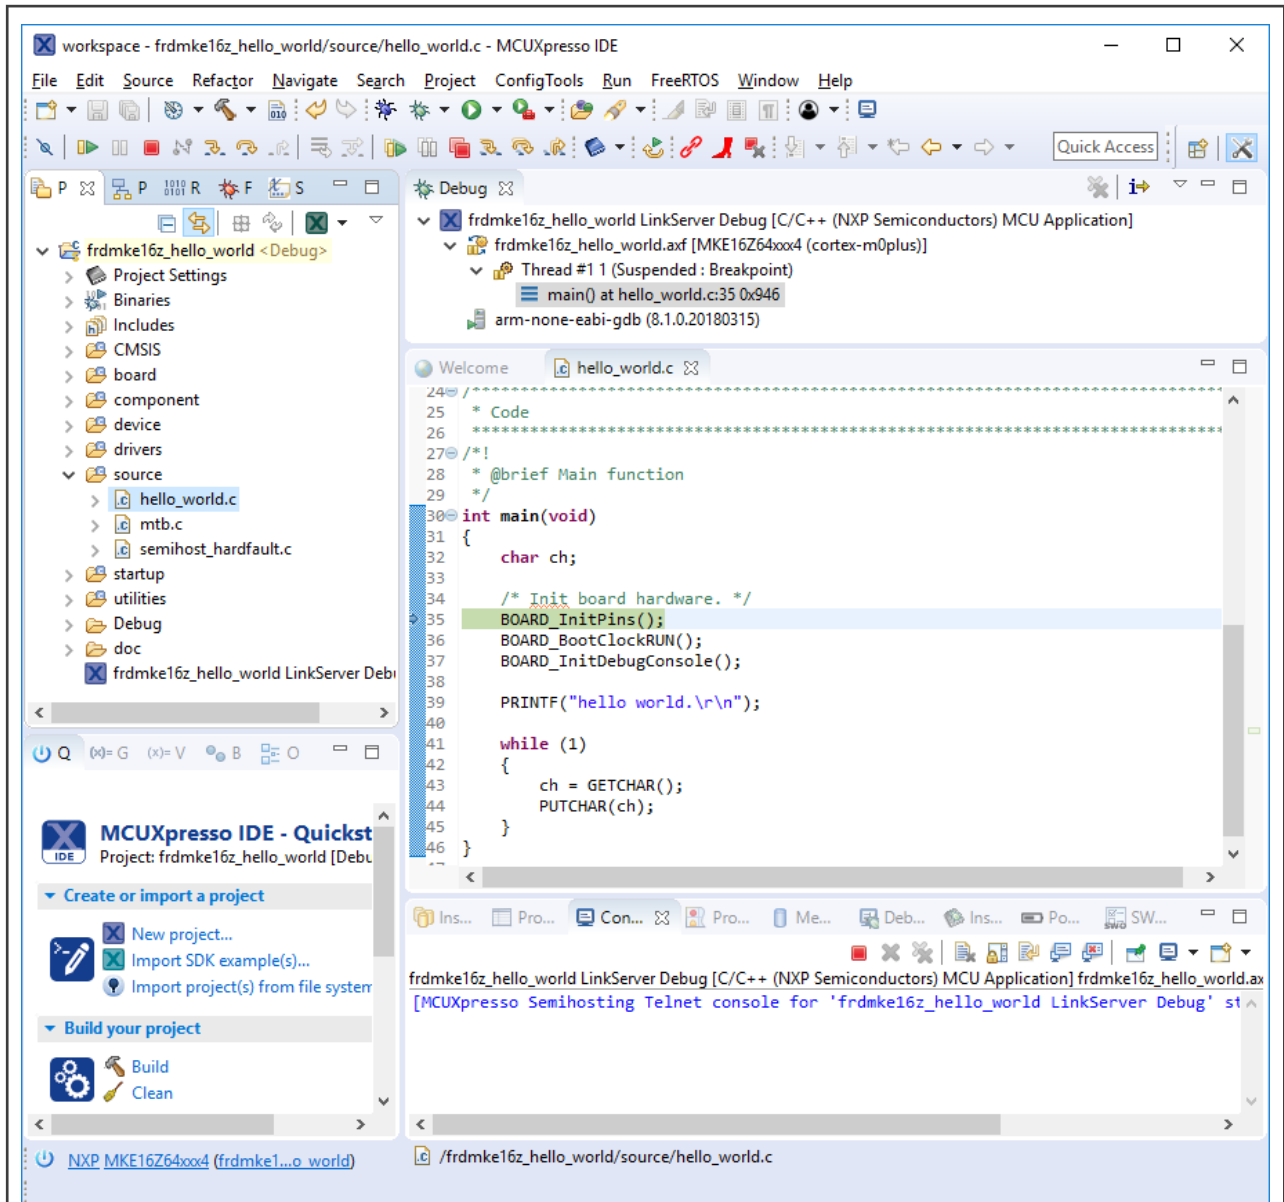 workspace - frdmke16z_hello_world/source/hello_world.c - MCUXpresso IDE
File Edit Source Refactor Navigate Search Project ConfigTools Run FreeRTOS Window Help
Quick Access
P P R F S
frdmke16z_hello_world <Debug>
Project Settings
Binaries
Includes
CMSIS
board
component
device
drivers
source
hello_world.c
mtb.c
semihost_hardfault.c
startup
utilities
Debug
doc
frdmke16z_hello_world LinkServer Deb
Debug
frdmke16z_hello_world LinkServer Debug [C/C++ (NXP Semiconductors) MCU Application]
frdmke16z_hello_world.axf [MKE16Z64xxx4 (cortex-m0plus)]
Thread #1 1 (Suspended : Breakpoint)
main() at hello_world.c:35 0x946
arm-none-eabi-gdb (8.1.0.20180315)
Welcome hello_world.c
24 /*******************************************************************************
25 * Code
26 ******************************************************************************
27 /*!
28 * @brief Main function
29 */
30 int main(void)
31 {
32 char ch;
33
34 /* Init board hardware. */
35 BOARD_InitPins();
36 BOARD_BootClockRUN();
37 BOARD_InitDebugConsole();
38
39 PRINTF("hello world.\r\n");
40
41 while (1)
42 {
43 ch = GETCHAR();
44 PUTCHAR(ch);
45 }
46 }
Q (x)= G (x)= V B O
MCUXpresso IDE - Quickst
IDE Project: frdmke16z_hello_world [Debu
Create or import a project
New project...
Import SDK example(s)...
Import project(s) from file system
Build your project
Build
Clean
Ins... Pro... Con... Pro... Me... Deb... Ins... Po... SW...
frdmke16z_hello_world LinkServer Debug [C/C++ (NXP Semiconductors) MCU Application] frdmke16z_hello_world.ax
[MCUXpresso Semihosting Telnet console for 'frdmke16z_hello_world LinkServer Debug' st
NXP MKE16Z64xxx4 (frdmke1...o_world)
/frdmke16z_hello_world/source/hello_world.c